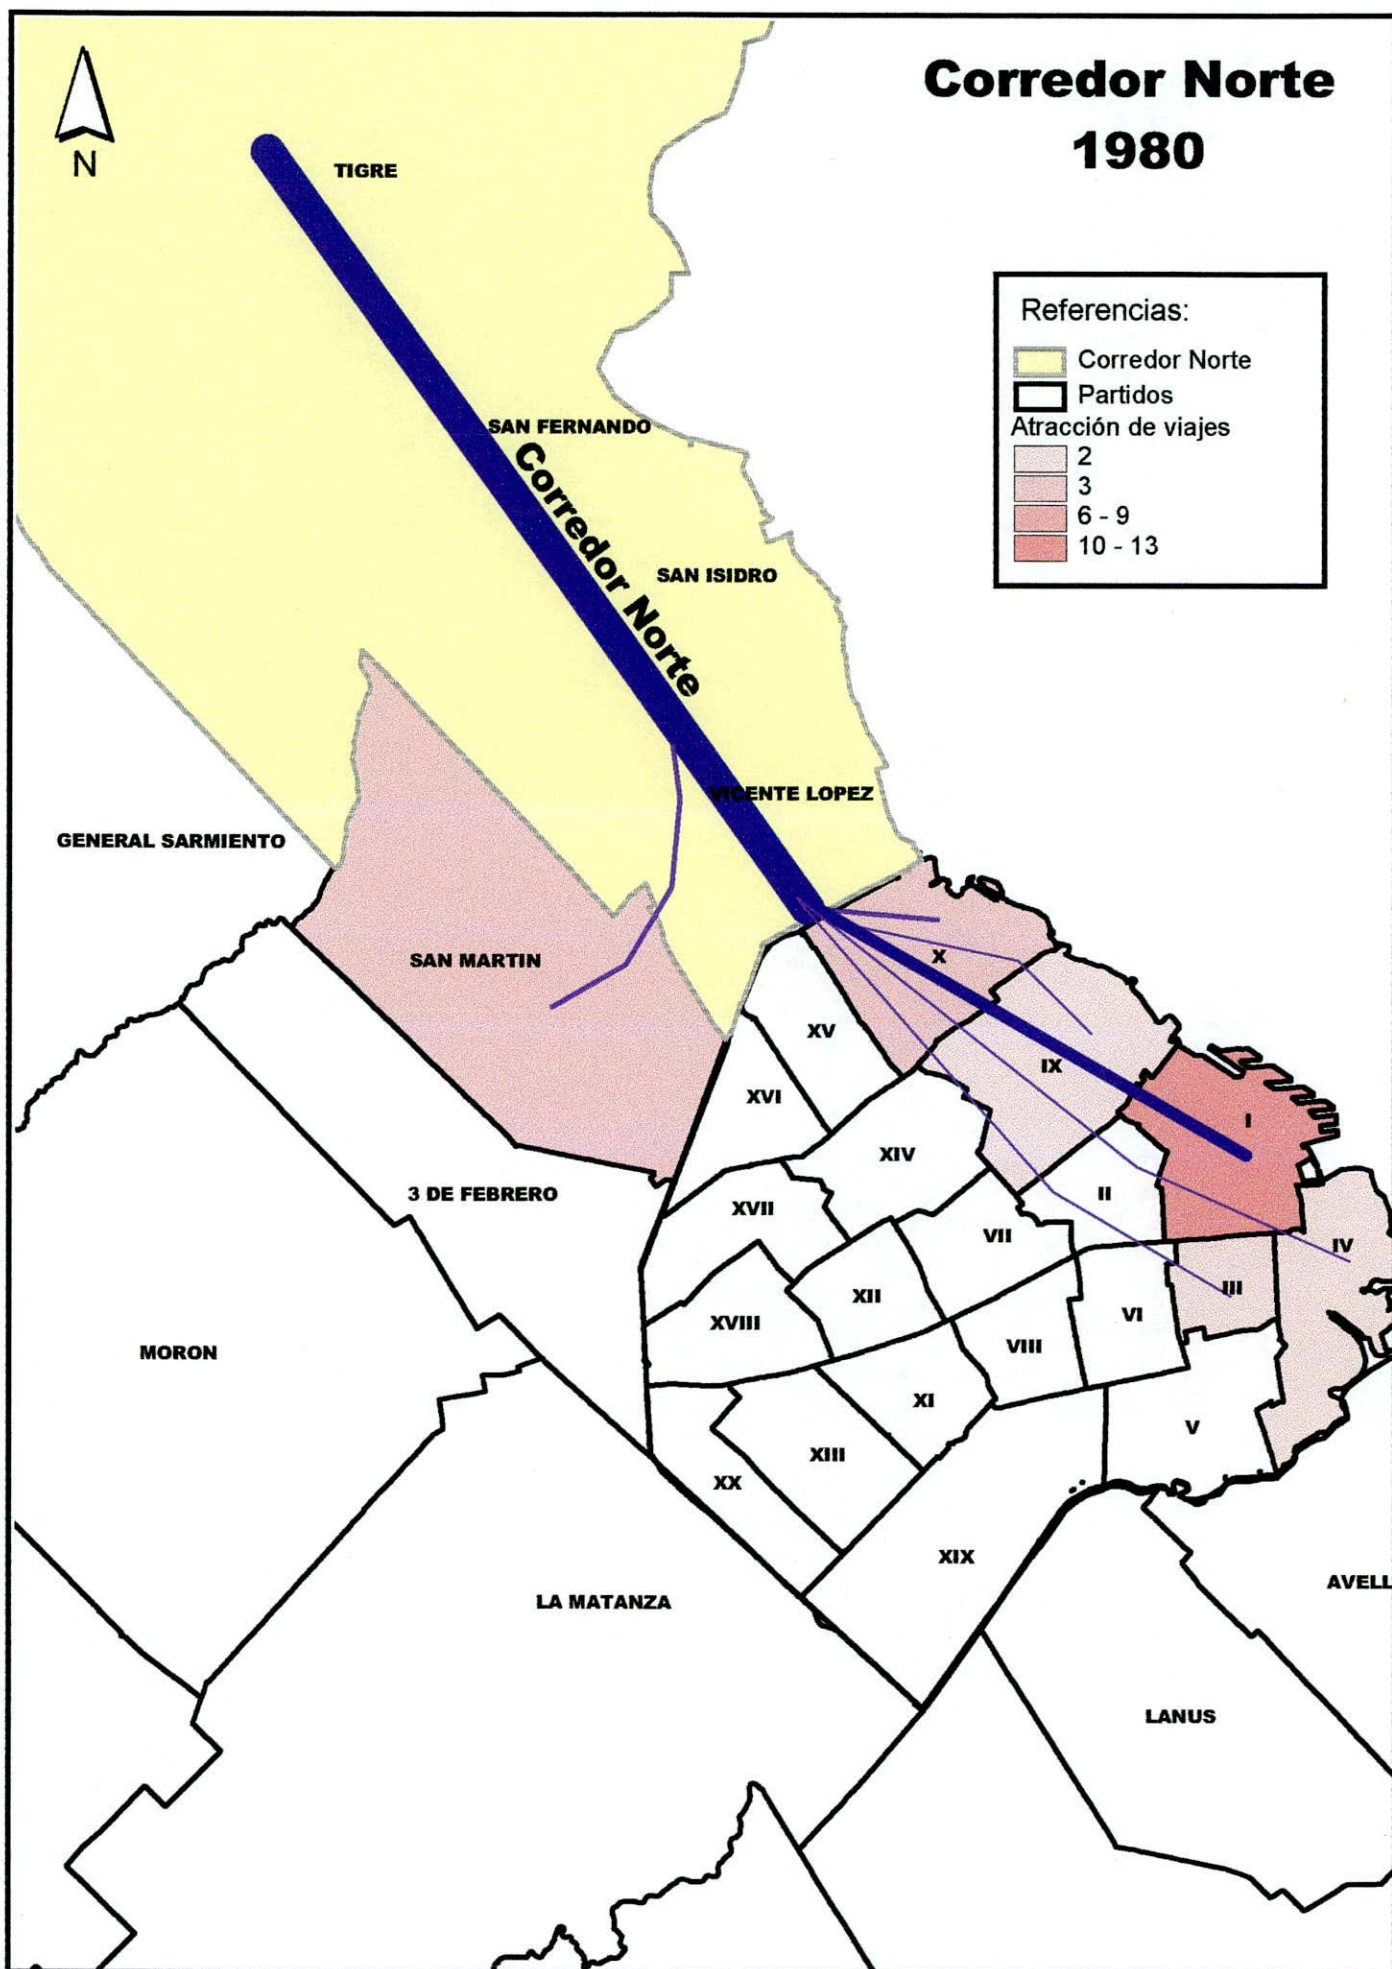 Corredor Norte
1980
N
TIGRE
Referencias:
Corredor Norte
Partidos
Atracción de viajes
2
3
6 - 9
10 - 13
SAN FERNANDO
Corredor Norte
SAN ISIDRO
VICENTE LOPEZ
GENERAL SARMIENTO
SAN MARTIN
X
XV
IX
XVI
I
XIV
3 DE FEBRERO
II
XVII
VII
IV
III
XII
XVIII
VI
VIII
MORON
XI
V
XIII
XX
XIX
AVELL
LA MATANZA
LANUS